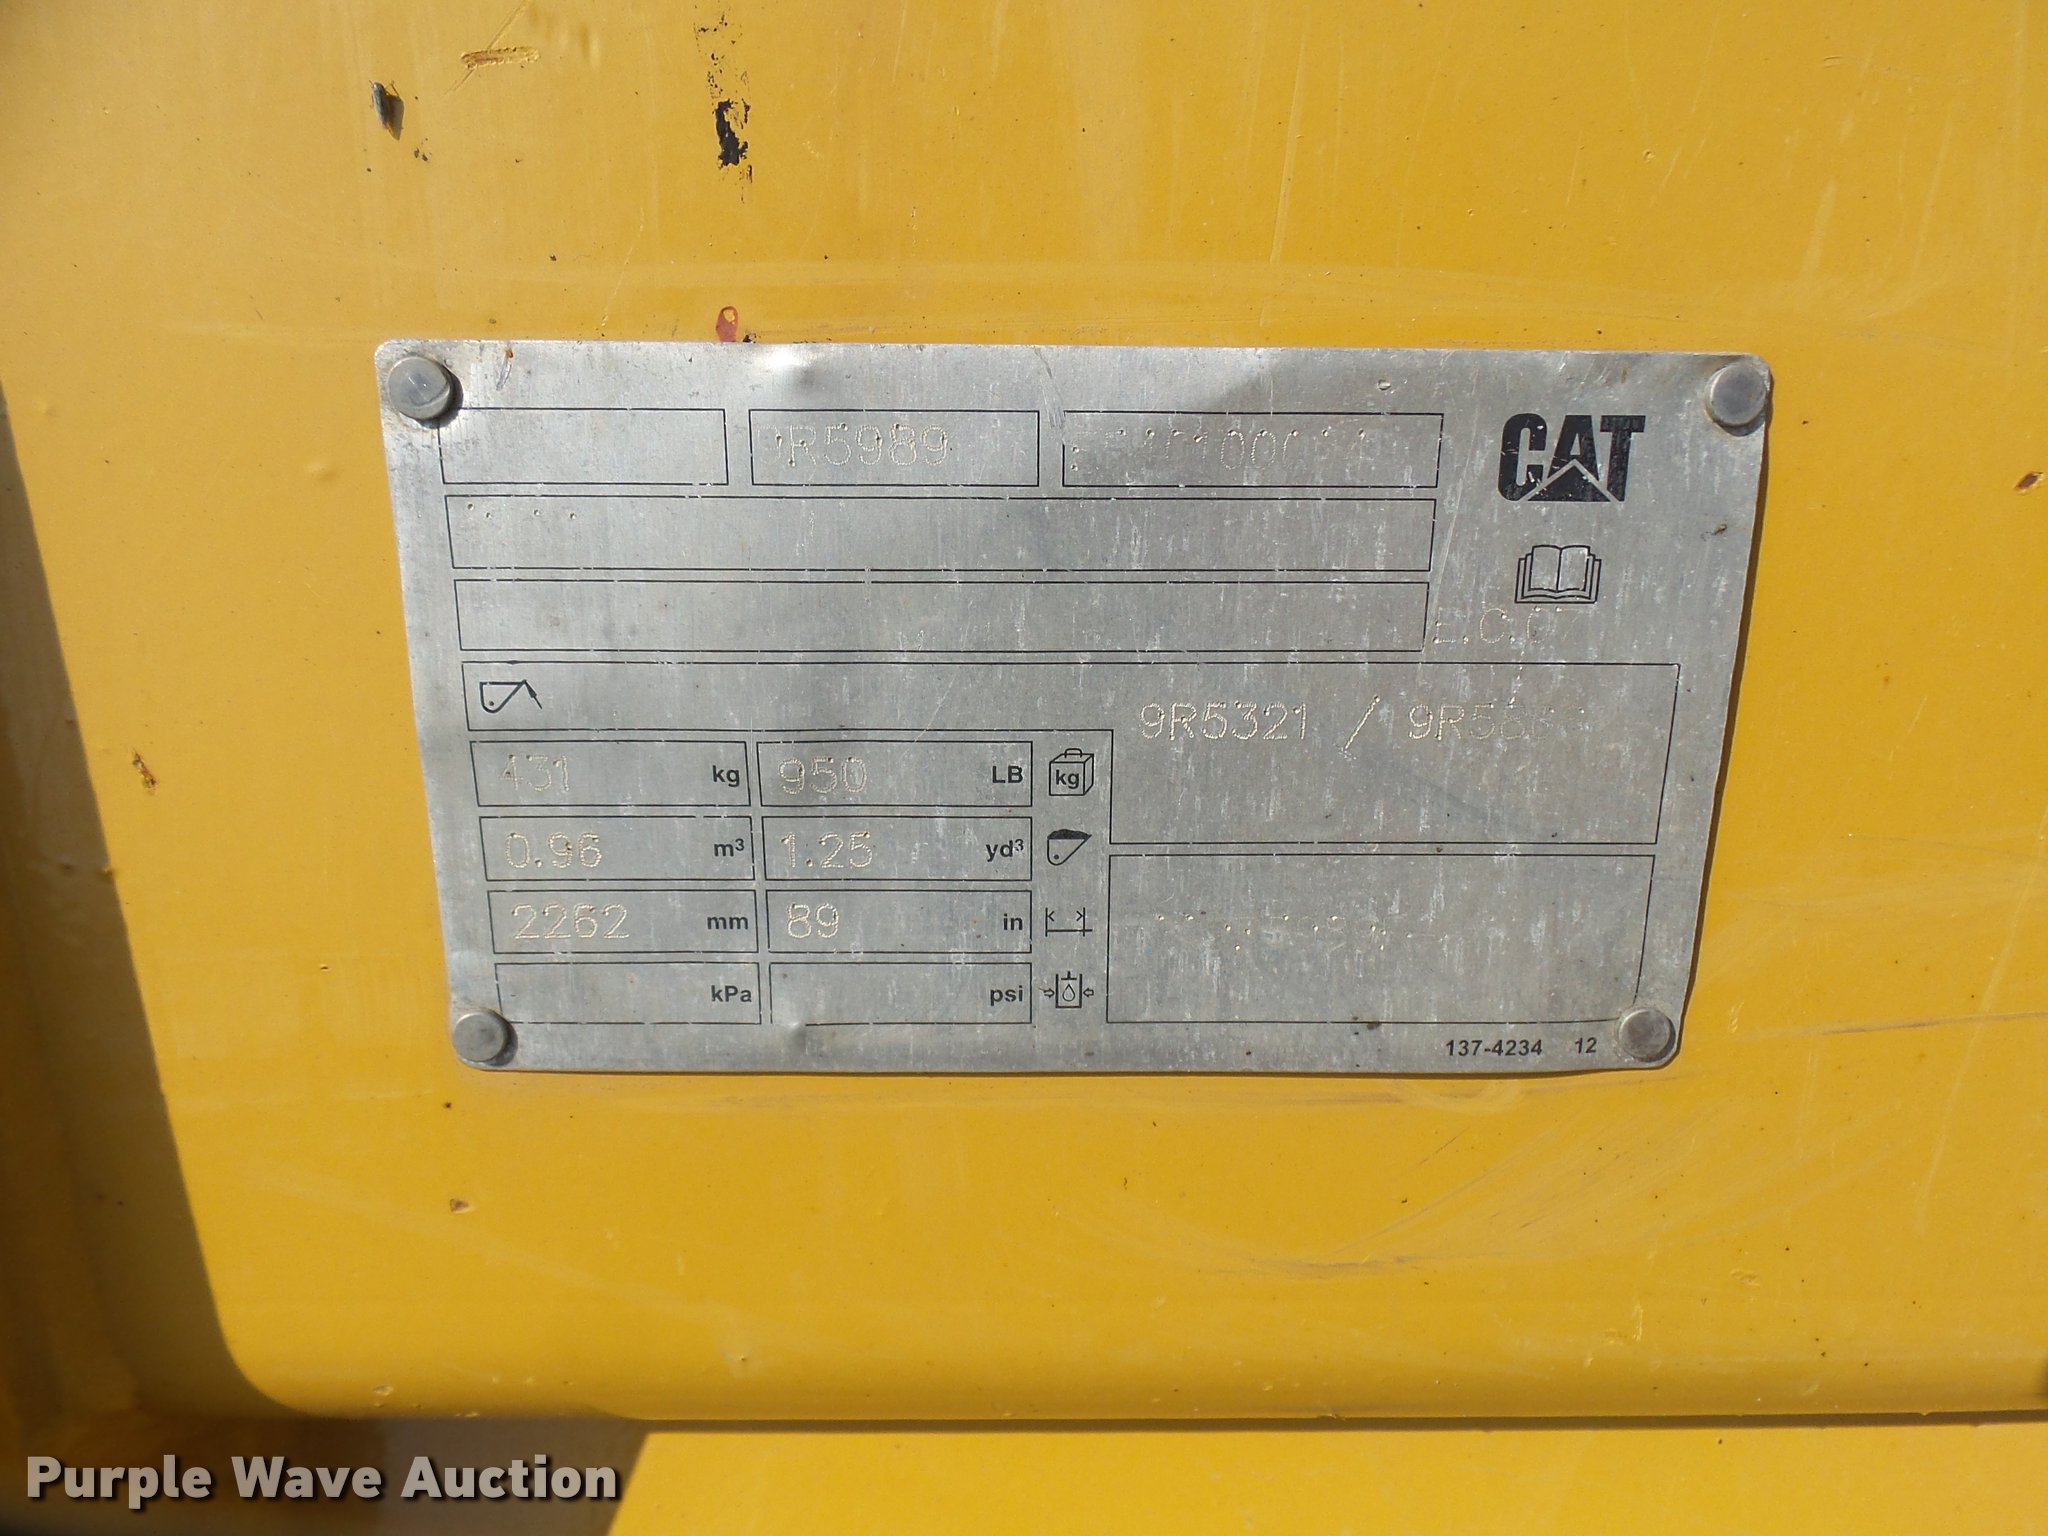 9R5989
CAT
9R5321 /
431 kg 950 LB kg
0.96 m³ 1.25 yd³
2262 mm 89 in
kPa psi
137-4234 12
Purple Wave Auction